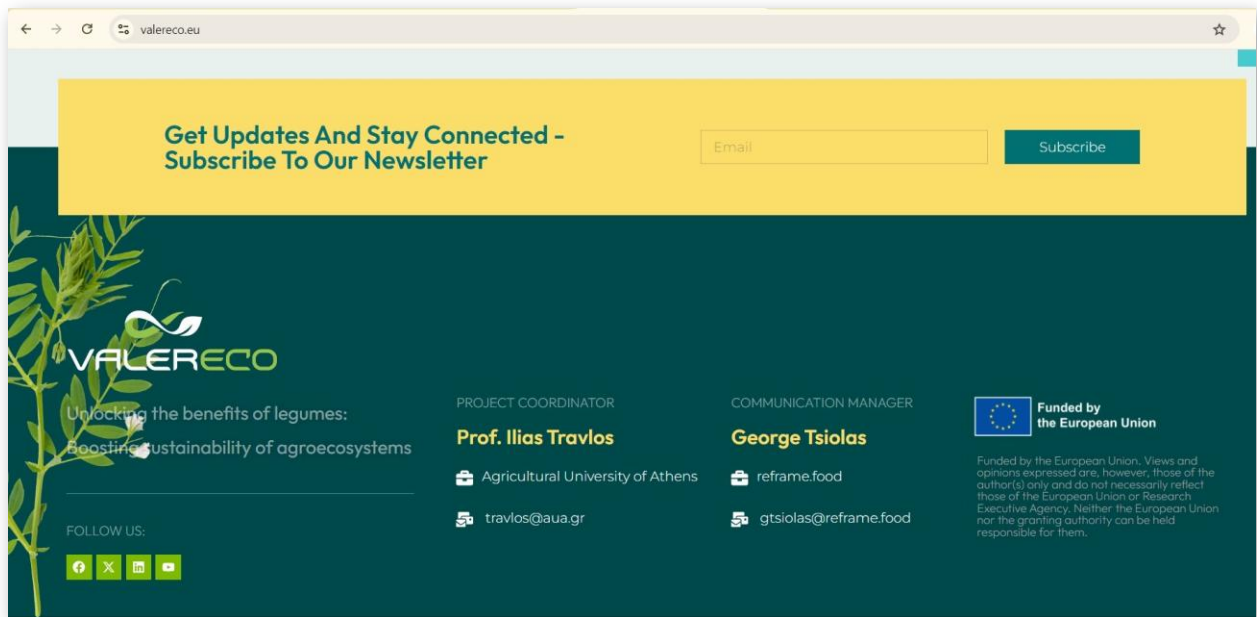 valereco.eu
Get Updates And Stay Connected -
Subscribe To Our Newsletter
Email
Subscribe
VALERECO
Unlocking the benefits of legumes:
Boosting sustainability of agroecosystems
FOLLOW US:
PROJECT COORDINATOR
Prof. Ilias Travlos
Agricultural University of Athens
travlos@aua.gr
COMMUNICATION MANAGER
George Tsiolas
reframe.food
gtsiolas@reframe.food
Funded by
the European Union
Funded by the European Union. Views and
opinions expressed are, however, those of the
author(s) only and do not necessarily reflect
those of the European Union or Research
Executive Agency. Neither the European Union
nor the granting authority can be held
responsible for them.